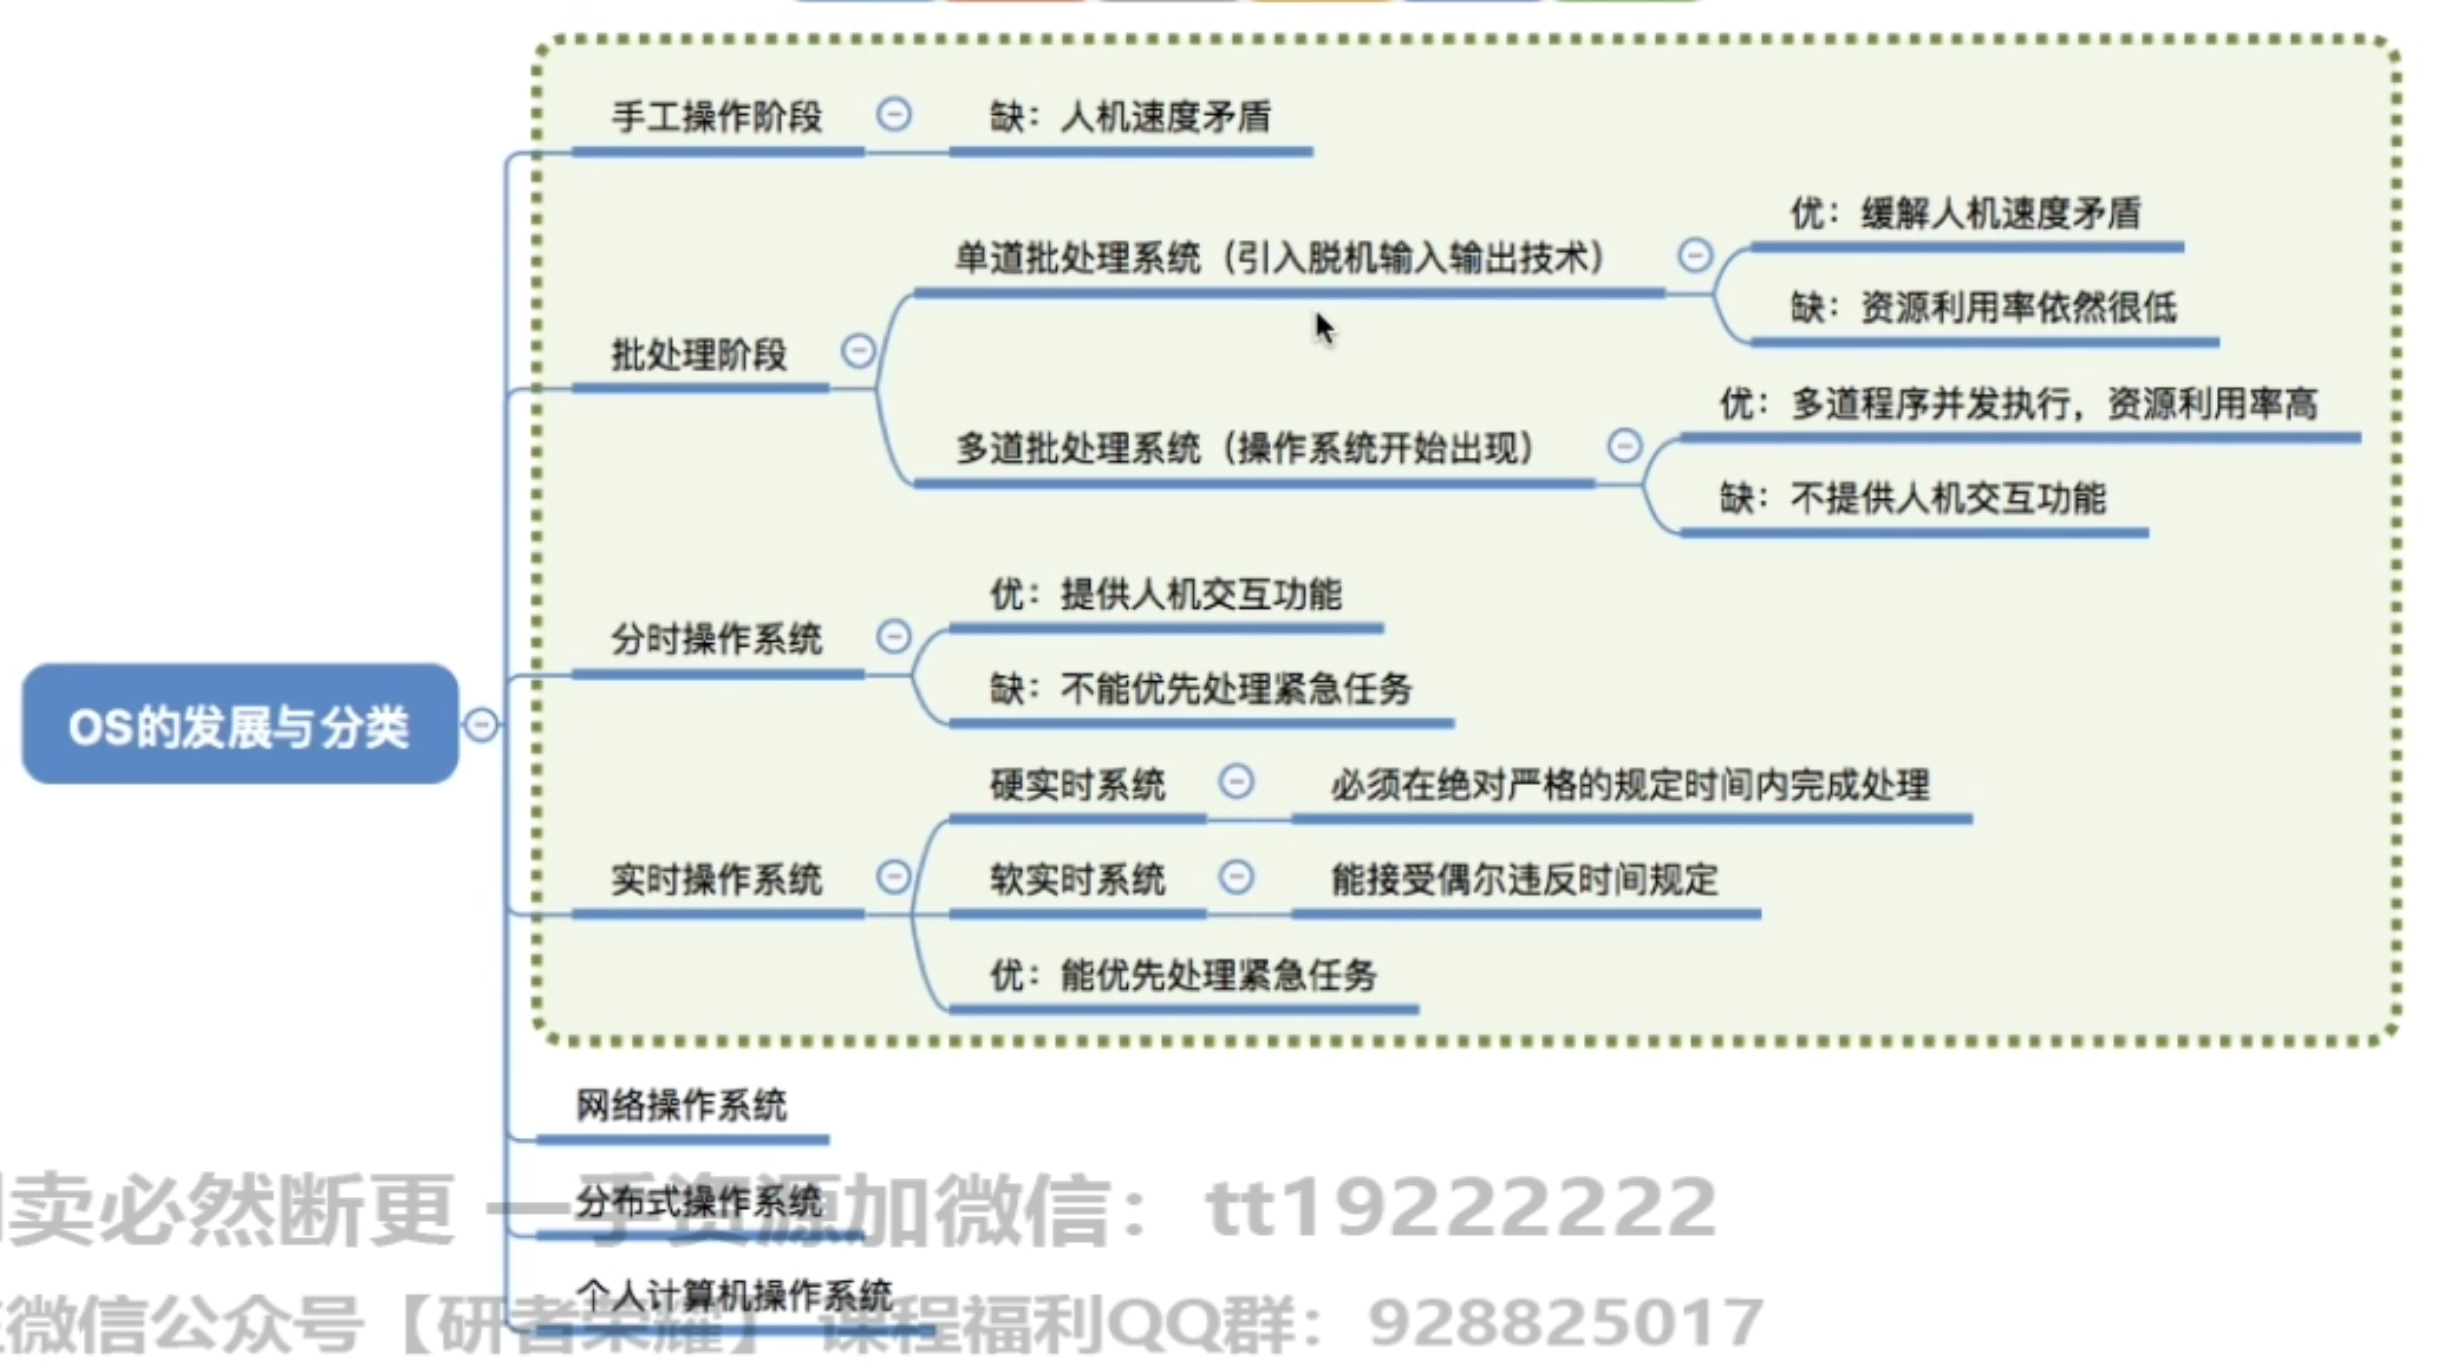 手工操作阶段
缺：人机速度矛盾
批处理阶段
单道批处理系统（引入脱机输入输出技术）
优：缓解人机速度矛盾
缺：资源利用率依然很低
多道批处理系统（操作系统开始出现）
优：多道程序并发执行，资源利用率高
缺：不提供人机交互功能
OS的发展与分类
分时操作系统
优：提供人机交互功能
缺：不能优先处理紧急任务
实时操作系统
硬实时系统
必须在绝对严格的规定时间内完成处理
软实时系统
能接受偶尔违反时间规定
优：能优先处理紧急任务
网络操作系统
分布式操作系统
个人计算机操作系统
卖必然断更 一手资源加微信：tt19222222
微信公众号【研者荣耀】 课程福利QQ群：928825017